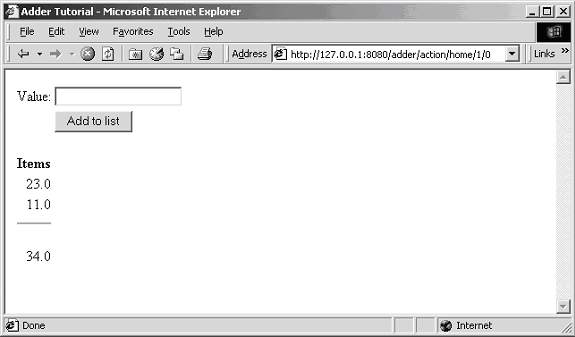 Adder Tutorial - Microsoft Internet Explorer
File Edit View Favorites Tools Help
Address http://127.0.0.1:8080/adder/action/home/1/0 Links »
Value:
Add to list
Items
23.0
11.0
34.0
Done Internet